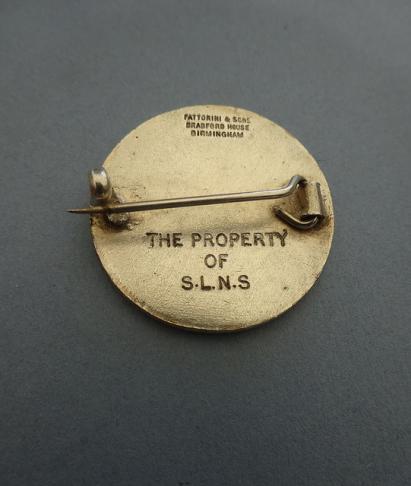 FATTORINI & SONS
BRADFORD HOUSE
BIRMINGHAM
THE PROPERTY
OF
S.L.N.S